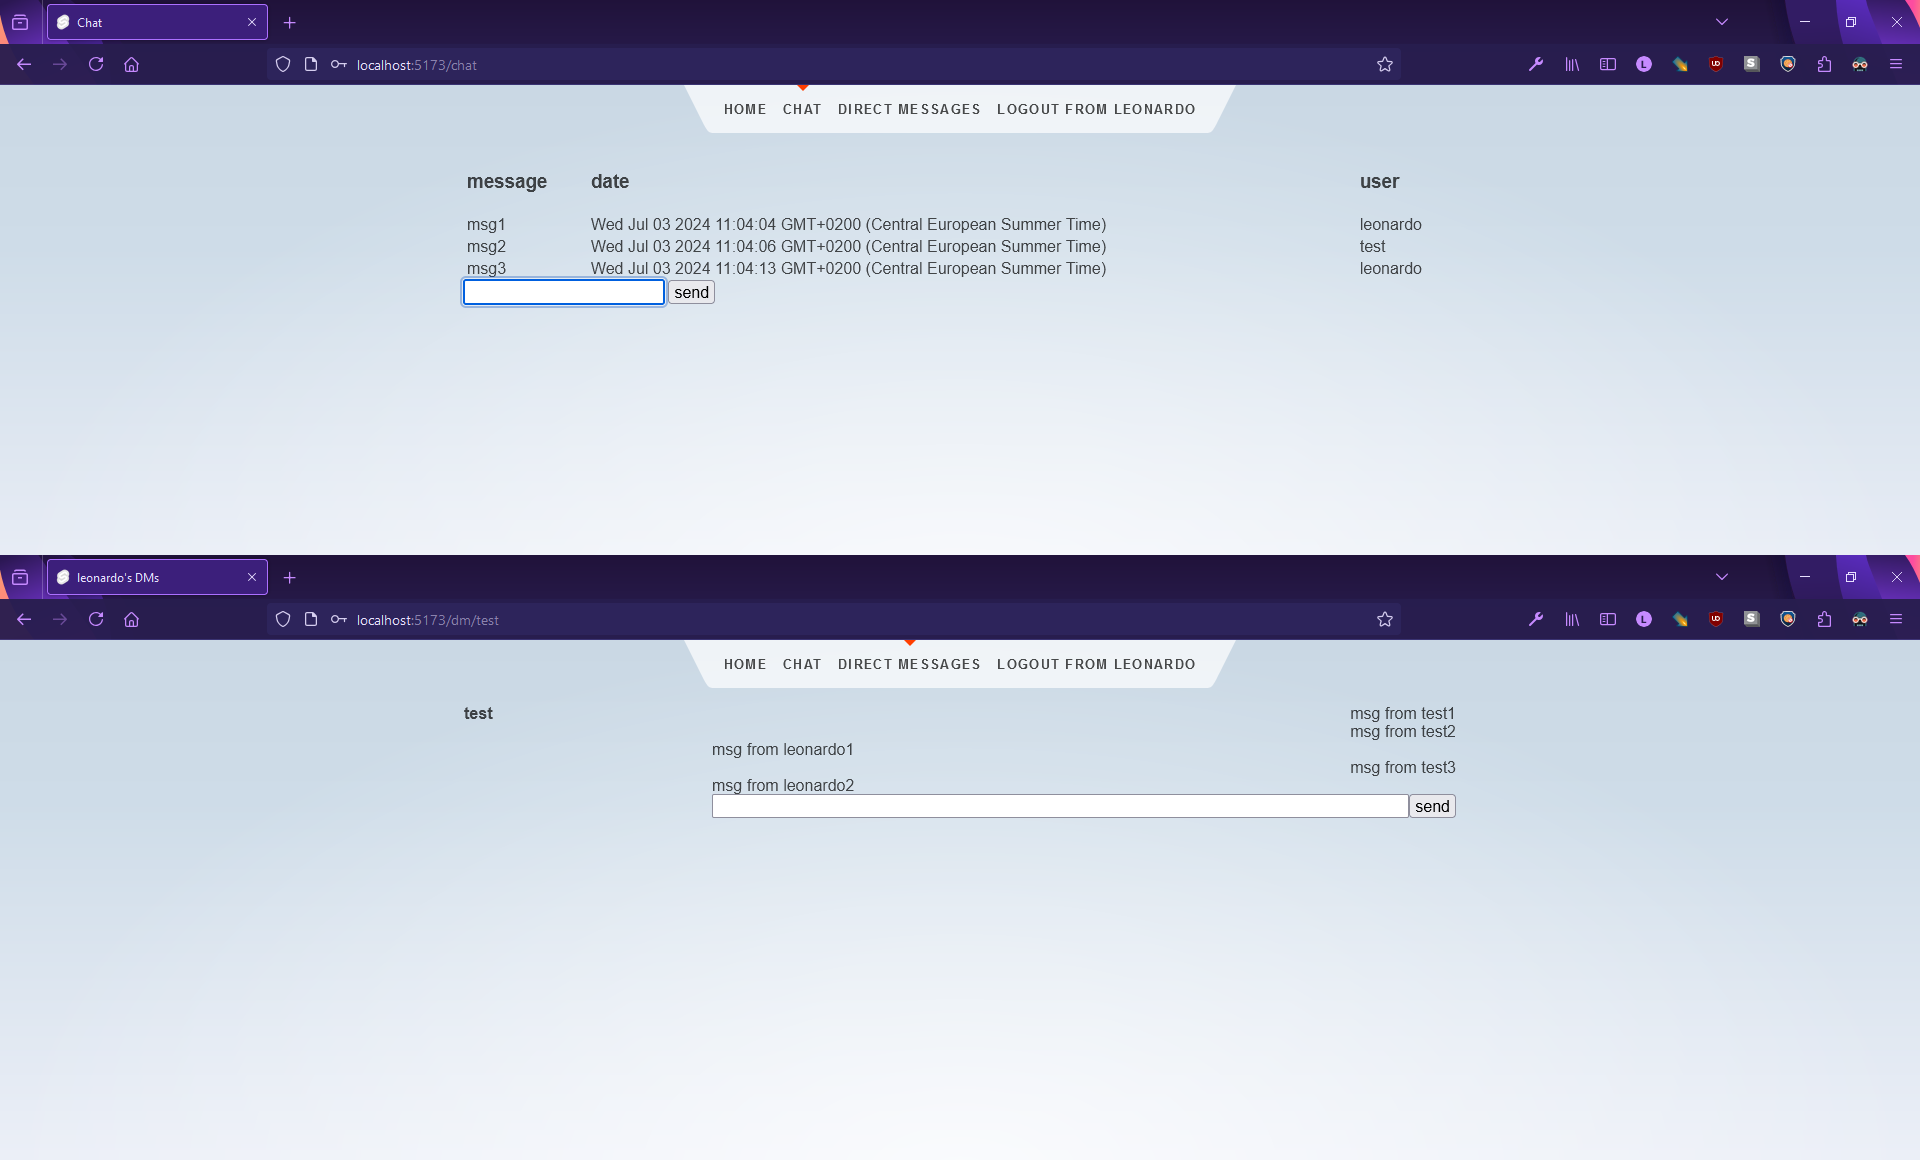 Chat
localhost:5173/chat
HOME CHAT DIRECT MESSAGES LOGOUT FROM LEONARDO
message date user
msg1 Wed Jul 03 2024 11:04:04 GMT+0200 (Central European Summer Time) leonardo
msg2 Wed Jul 03 2024 11:04:06 GMT+0200 (Central European Summer Time) test
msg3 Wed Jul 03 2024 11:04:13 GMT+0200 (Central European Summer Time) leonardo
send
leonardo's DMs
localhost:5173/dm/test
HOME CHAT DIRECT MESSAGES LOGOUT FROM LEONARDO
test msg from test1
msg from test2
msg from leonardo1
msg from test3
msg from leonardo2
send